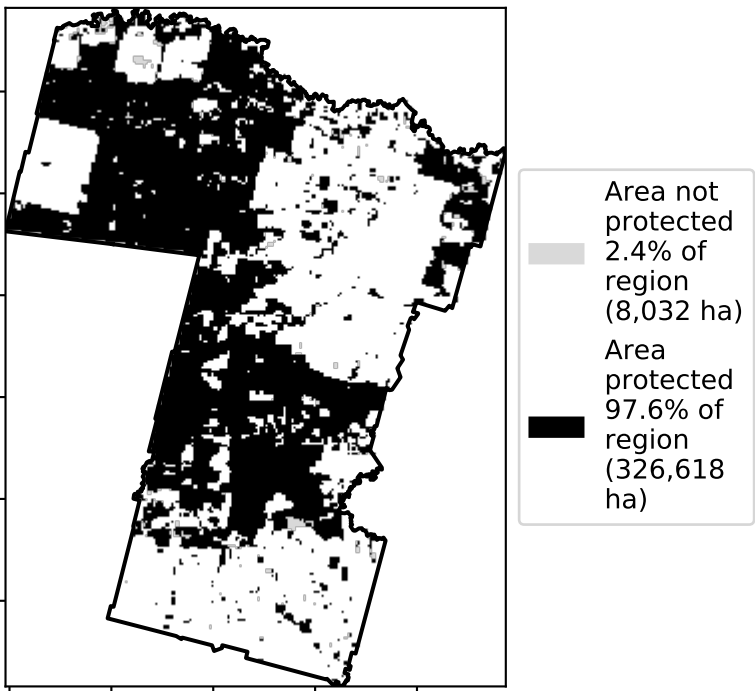 Area not
protected
2.4% of
region
(8,032 ha)
Area
protected
97.6% of
region
(326,618
ha)